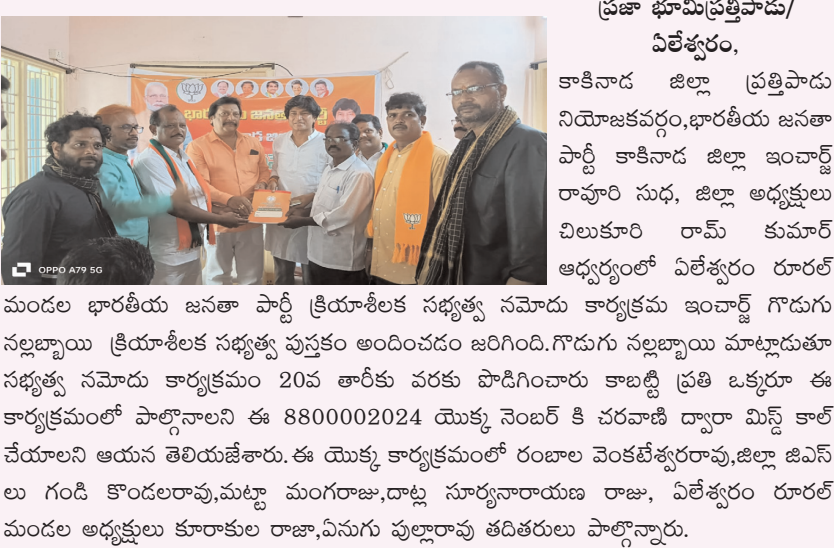 ప్రజా భూమిప్రత్తిపాడు/
ఏలేశ్వరం,
కాకినాడ జిల్లా ప్రత్తిపాడు
నియోజకవర్గం,భారతీయ జనతా
పార్టీ కాకినాడ జిల్లా ఇంచార్జ్
రావూరి సుధ, జిల్లా అధ్యక్షులు
చిలుకూరి రామ్ కుమార్
ఆధ్వర్యంలో ఏలేశ్వరం రూరల్
మండల భారతీయ జనతా పార్టీ క్రియాశీలక సభ్యత్వ నమోదు కార్యక్రమ ఇంచార్జ్ గొడుగు
నల్లబ్బాయి క్రియాశీలక సభ్యత్వ పుస్తకం అందించడం జరిగింది.గొడుగు నల్లబ్బాయి మాట్లాడుతూ
సభ్యత్వ నమోదు కార్యక్రమం 20వ తారీకు వరకు పొడిగించారు కాబట్టి ప్రతి ఒక్కరూ ఈ
కార్యక్రమంలో పాల్గొనాలని ఈ 8800002024 యొక్క నెంబర్ కి చరవాణి ద్వారా మిస్డ్ కాల్
చేయాలని ఆయన తెలియజేశారు.ఈ యొక్క కార్యక్రమంలో రంబాల వెంకటేశ్వరరావు,జిల్లా జిఎస్
లు గండి కొండలరావు,మట్టా మంగరాజు,దాట్ల సూర్యనారాయణ రాజు, ఏలేశ్వరం రూరల్
మండల అధ్యక్షులు కూరాకుల రాజా,ఏనుగు పుల్లారావు తదితరులు పాల్గొన్నారు.
OPPO A79 5G